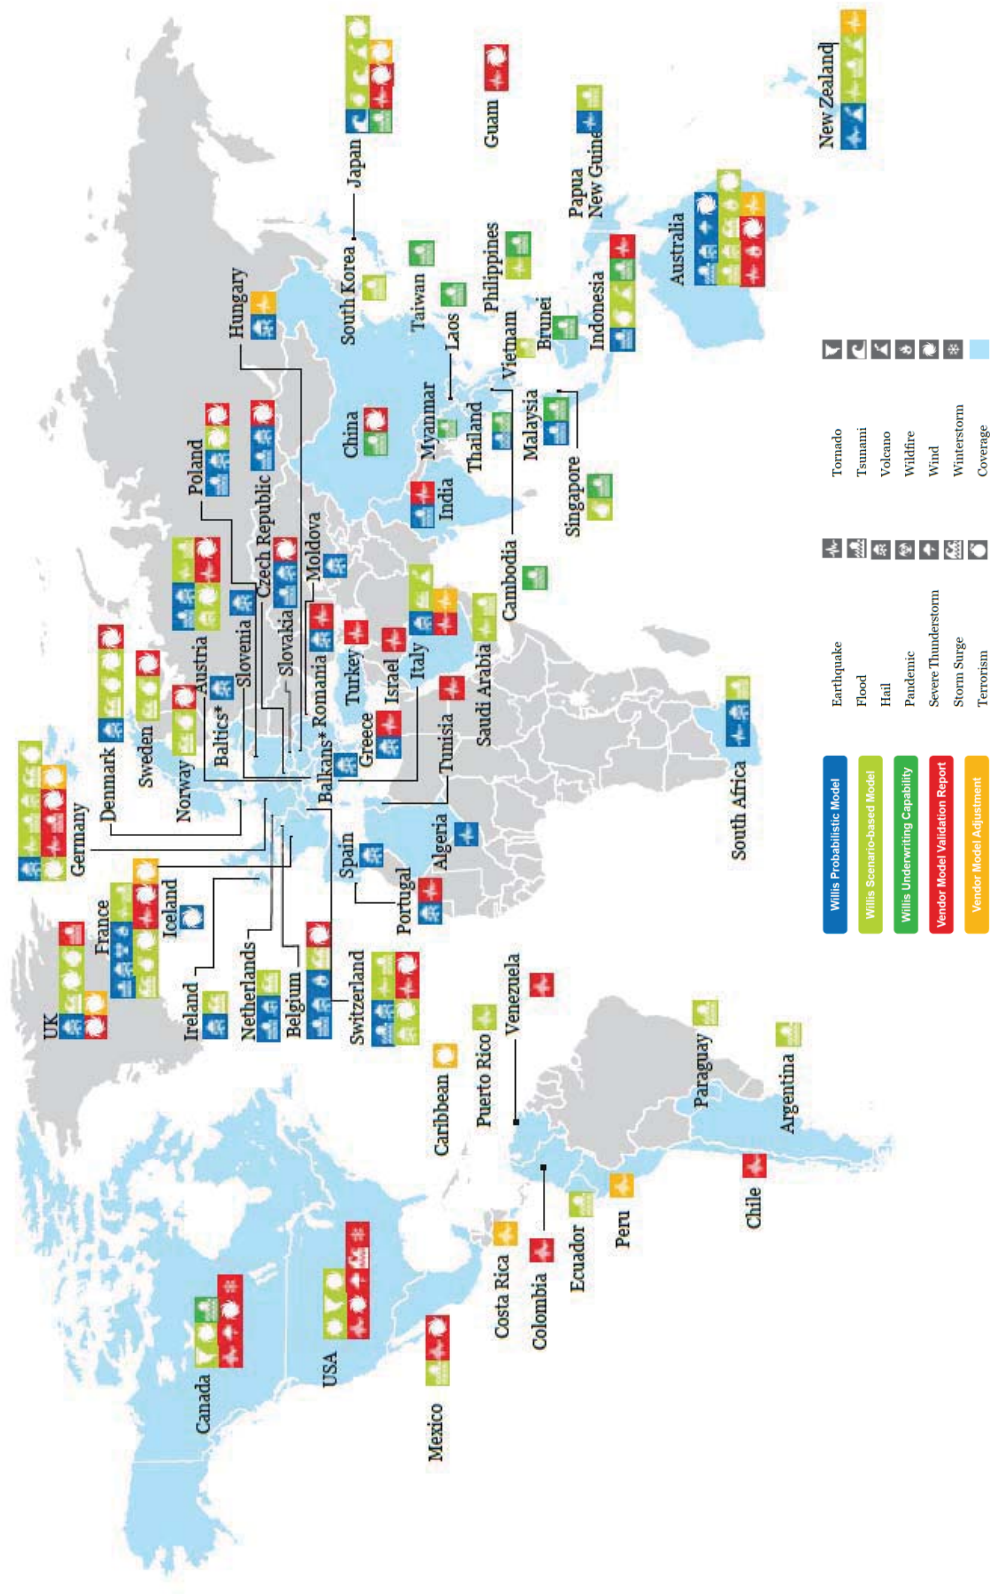 UK
Germany
France
Denmark
Sweden
Iceland
Norway
Ireland
Austria
Poland
Baltics*
Hungary
Netherlands
Slovenia
Czech Republic
Belgium
Slovakia
Moldova
Canada
Romania
Balkans*
USA
Switzerland
Spain
Turkey
South Korea
Japan
China
Greece
Israel
Portugal
Italy
Taiwan
Myanmar
Mexico
Caribbean
Algeria
Tunisia
India
Laos
Thailand
Puerto Rico
Saudi Arabia
Philippines
Guam
Costa Rica
Venezuela
Cambodia
Vietnam
Malaysia
Colombia
Brunei
Singapore
Ecuador
Papua
New Guine
Indonesia
Peru
Australia
Paraguay
South Africa
Chile
Argentina
New Zealand
Willis Probabilistic Model
Earthquake
Tornado
Willis Scenario-based Model
Flood
Tsunami
Hail
Volcano
Willis Underwriting Capability
Pandemic
Wildfire
Vendor Model Validation Report
Severe Thunderstorm
Wind
Storm Surge
Winterstorm
Vendor Model Adjustment
Terrorism
Coverage